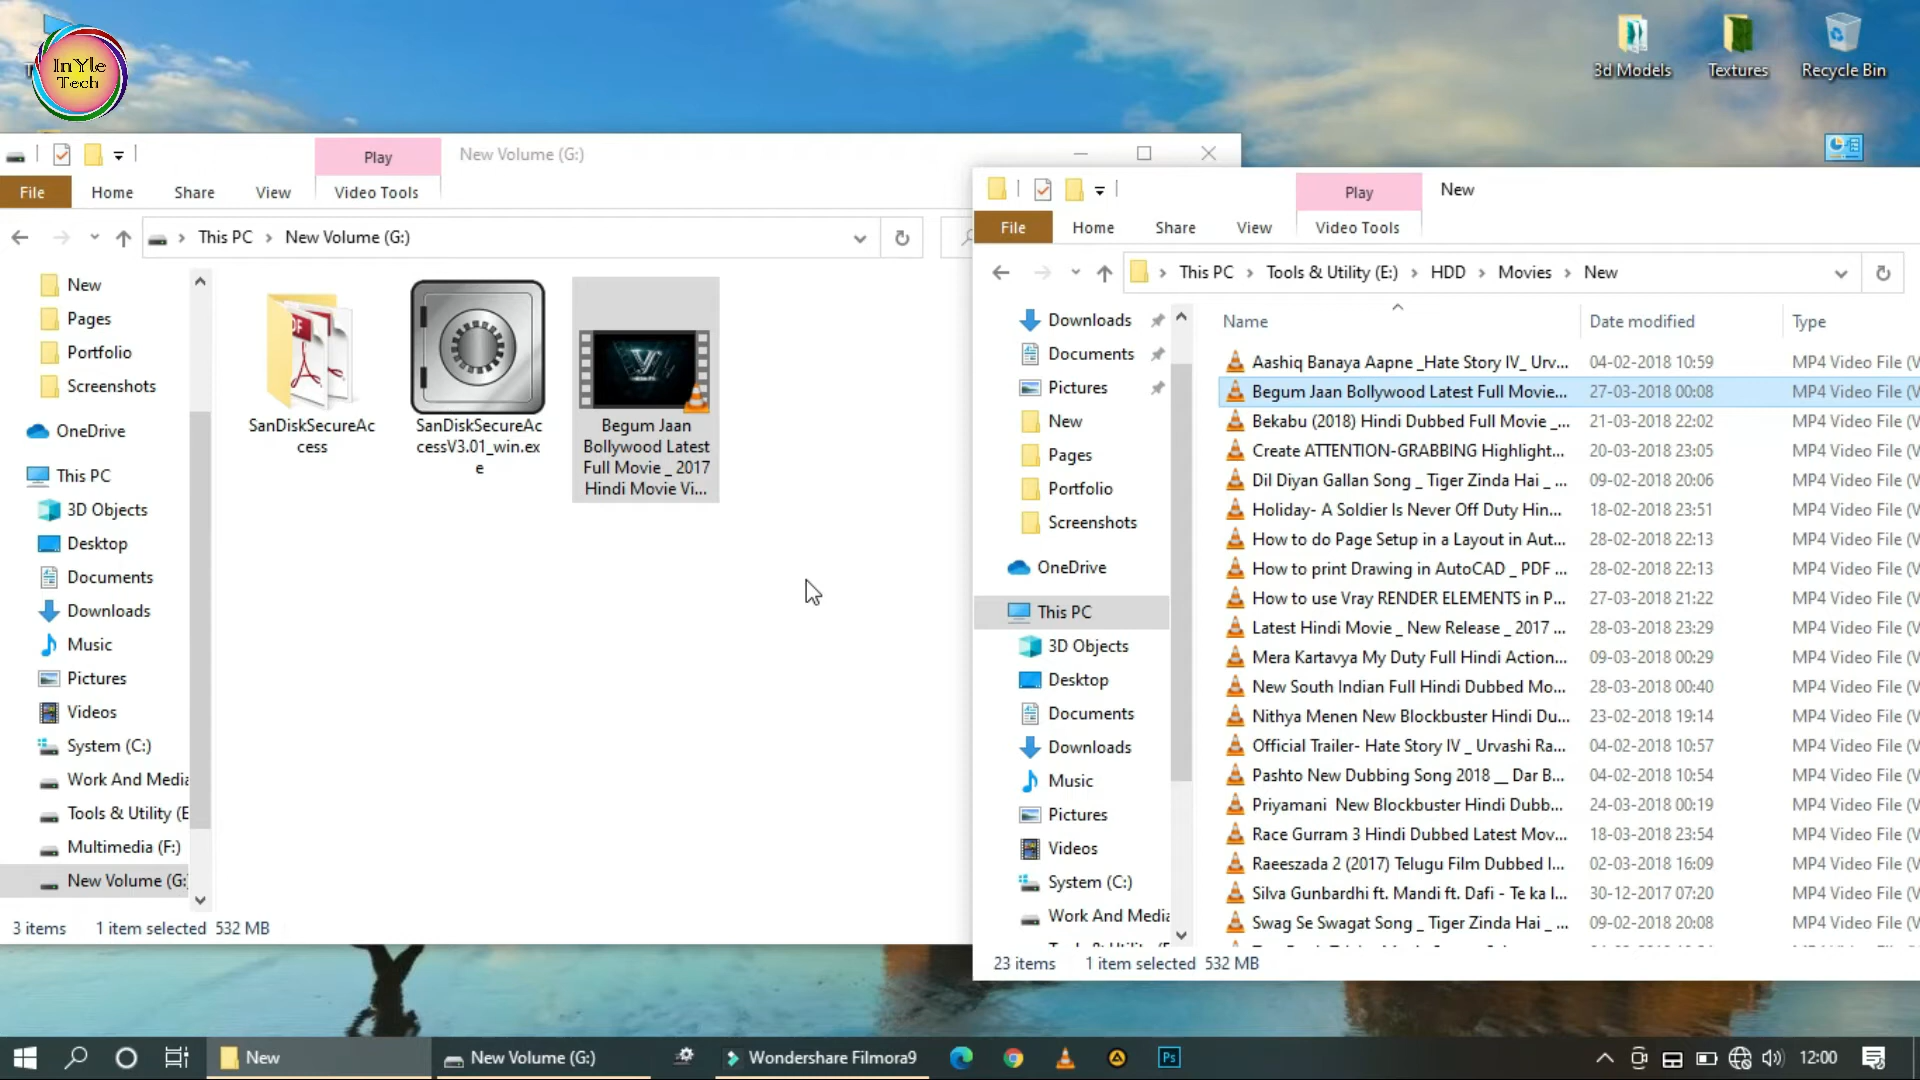 InYle
Tech
3d Models
Textures
Recycle Bin
Play
New Volume (G:)
File
Home
Share
View
Video Tools
This PC
New Volume (G:)
New
Pages
Portfolio
Screenshots
OneDrive
This PC
3D Objects
Desktop
Documents
Downloads
Music
Pictures
Videos
System (C:)
Work And Media
Tools & Utility (E
Multimedia (F:)
New Volume (G:
SanDiskSecureAc
cess
SanDiskSecureAc
cessV3.01_win.ex
e
Begum Jaan
Bollywood Latest
Full Movie _ 2017
Hindi Movie Vi...
3 items
1 item selected 532 MB
Play
New
File
Home
Share
View
Video Tools
This PC
Tools & Utility (E:)
HDD
Movies
New
Downloads
Documents
Pictures
New
Pages
Portfolio
Screenshots
OneDrive
This PC
3D Objects
Desktop
Documents
Downloads
Music
Pictures
Videos
System (C:)
Work And Media
Name Date modified Type
Aashiq Banaya Aapne _Hate Story IV_ Urv... 04-02-2018 10:59 MP4 Video File (V
Begum Jaan Bollywood Latest Full Movie... 27-03-2018 00:08 MP4 Video File (V
Bekabu (2018) Hindi Dubbed Full Movie _... 21-03-2018 22:02 MP4 Video File (V
Create ATTENTION-GRABBING Highlight... 20-03-2018 23:05 MP4 Video File (V
Dil Diyan Gallan Song _ Tiger Zinda Hai _ ... 09-02-2018 20:06 MP4 Video File (V
Holiday- A Soldier Is Never Off Duty Hin... 18-02-2018 23:51 MP4 Video File (V
How to do Page Setup in a Layout in Aut... 28-02-2018 22:13 MP4 Video File (V
How to print Drawing in AutoCAD _ PDF ... 28-02-2018 22:13 MP4 Video File (V
How to use Vray RENDER ELEMENTS in P... 27-03-2018 21:22 MP4 Video File (V
Latest Hindi Movie _ New Release _ 2017 ... 28-03-2018 23:29 MP4 Video File (V
Mera Kartavya My Duty Full Hindi Action... 09-03-2018 00:29 MP4 Video File (V
New South Indian Full Hindi Dubbed Mo... 28-03-2018 00:40 MP4 Video File (V
Nithya Menen New Blockbuster Hindi Du... 23-02-2018 19:14 MP4 Video File (V
Official Trailer- Hate Story IV _ Urvashi Ra... 04-02-2018 10:57 MP4 Video File (V
Pashto New Dubbing Song 2018 __ Dar B... 04-02-2018 10:54 MP4 Video File (V
Priyamani New Blockbuster Hindi Dubb... 24-03-2018 00:19 MP4 Video File (V
Race Gurram 3 Hindi Dubbed Latest Mov... 18-03-2018 23:54 MP4 Video File (V
Raeeszada 2 (2017) Telugu Film Dubbed I... 02-03-2018 16:09 MP4 Video File (V
Silva Gunbardhi ft. Mandi ft. Dafi - Te ka l... 30-12-2017 07:20 MP4 Video File (V
Swag Se Swagat Song _ Tiger Zinda Hai _ ... 09-02-2018 20:08 MP4 Video File (V
23 items
1 item selected 532 MB
New
New Volume (G:)
Wondershare Filmora9
Ps
12:00